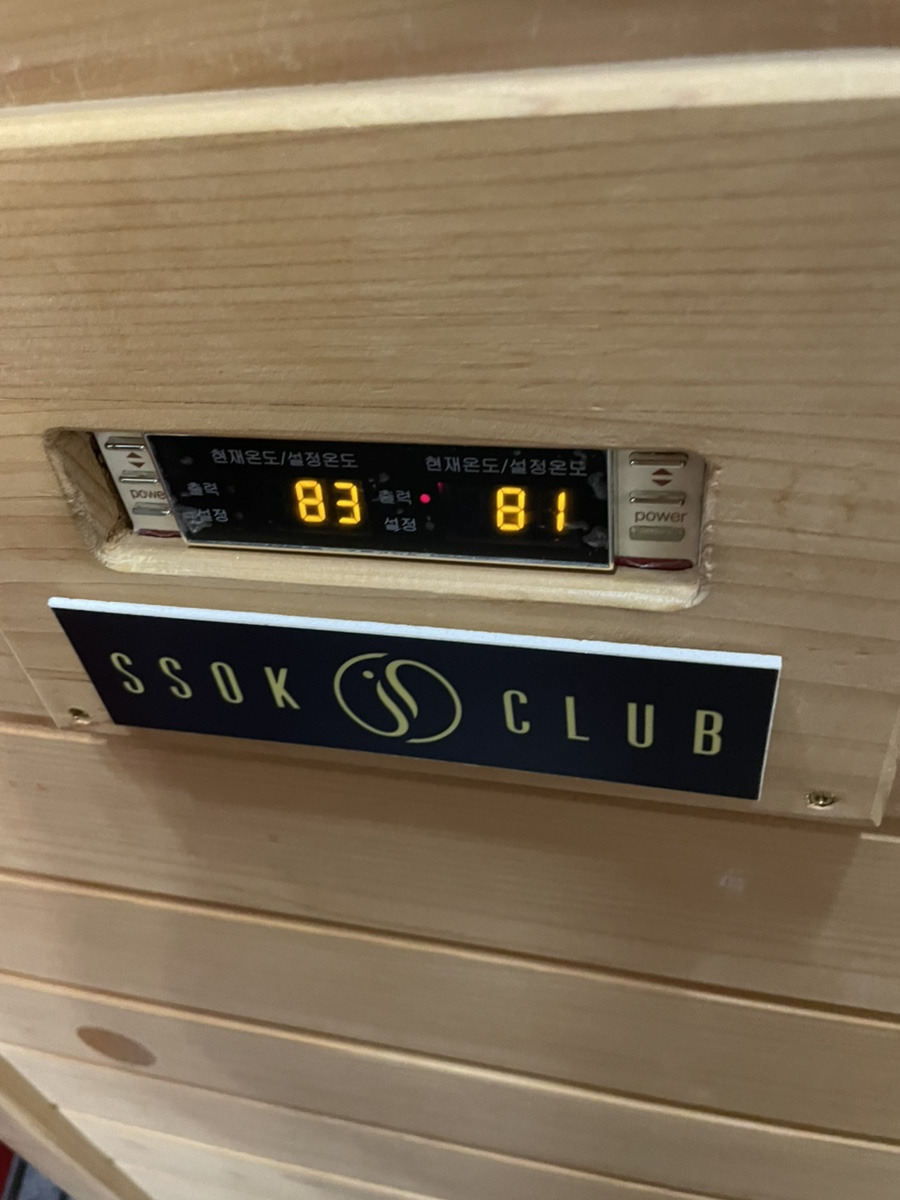 현재온도/설정온도 현재온도/설정온도
출력 83 출력 81
설정 설정
power power
SSOK CLUB